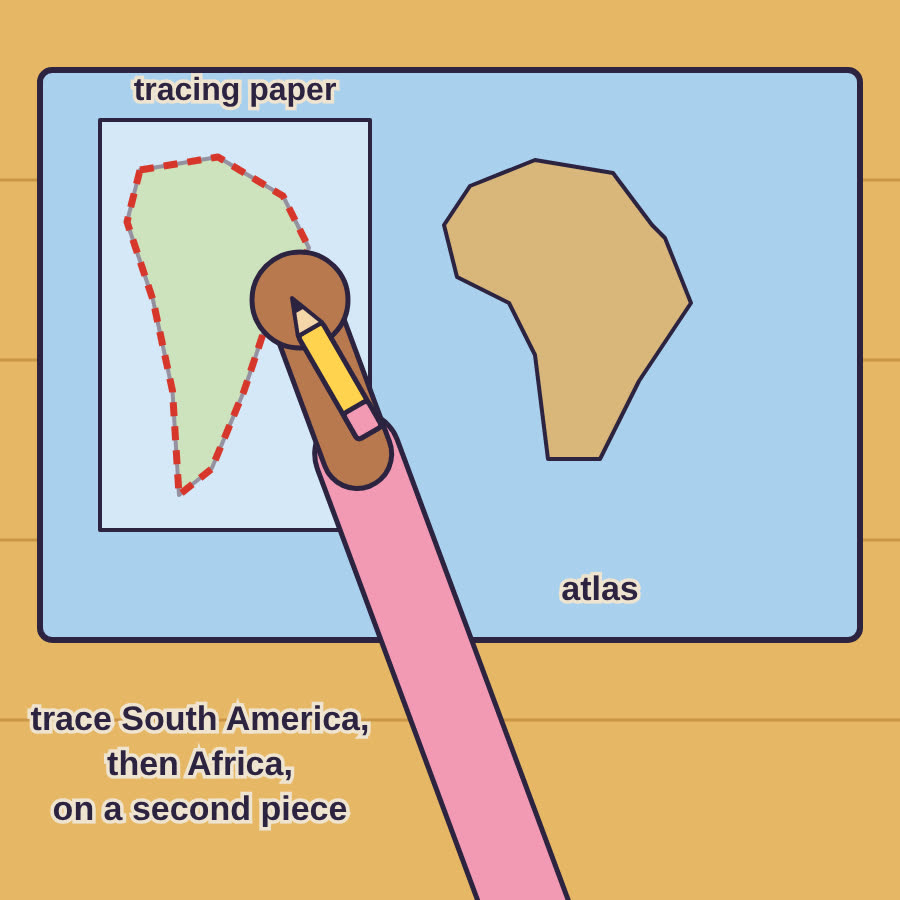 tracing paper
atlas
trace South America,
then Africa,
on a second piece